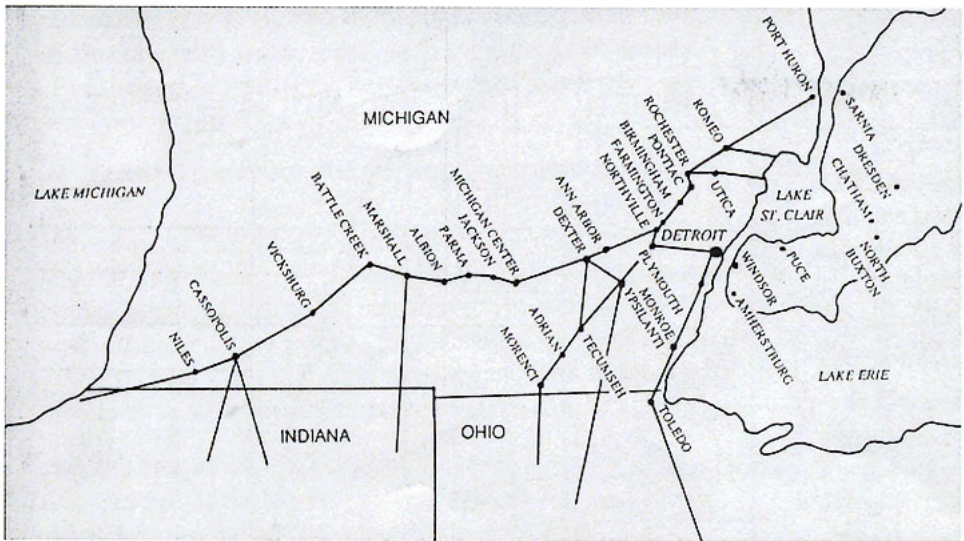 PORT HURON
SARNIA
ROMEO
DRESDEN
MICHIGAN
ROCHESTER
PONTIAC
BIRMINGHAM
FARMINGTON
NORTHVILLE
UTICA
CHATHAM
LAKE MICHIGAN
LAKE
ST. CLAIR
BATTLE CREEK
MARSHALL
ALBION
PARMA
JACKSON
MICHIGAN CENTER
ANN ARBOR
DEXTER
DETROIT
NORTH
BUXTON
VICKSBURG
PLYMOUTH
WINDSOR
PUCE
CASSOPOLIS
MONROE
YPSILANTI
AMHERSTBURG
NILES
ADRIAN
MORENCI
TECUMSEH
LAKE ERIE
INDIANA
OHIO
TOLEDO